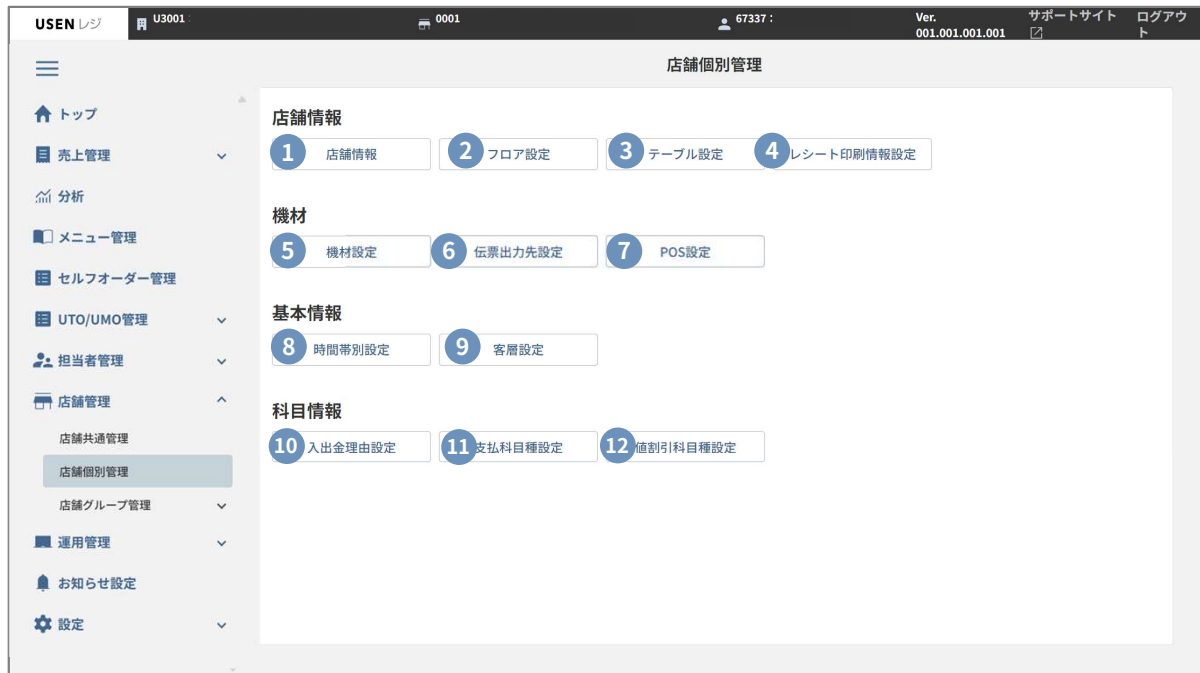 USEN レジ
U3001
0001
67337：
Ver.
001.001.001.001
サポートサイト
ログアウ
ト
店舗個別管理
トップ
売上管理
分析
メニュー管理
セルフオーダー管理
UTO/UMO管理
担当者管理
店舗管理
店舗共通管理
店舗個別管理
店舗グループ管理
運用管理
お知らせ設定
設定
店舗情報
1 店舗情報
2 フロア設定
3 テーブル設定
4 レシート印刷情報設定
機材
5 機材設定
6 伝票出力先設定
7 POS設定
基本情報
8 時間帯別設定
9 客層設定
科目情報
10 入出金理由設定
11 支払科目種設定
12 値割引科目種設定